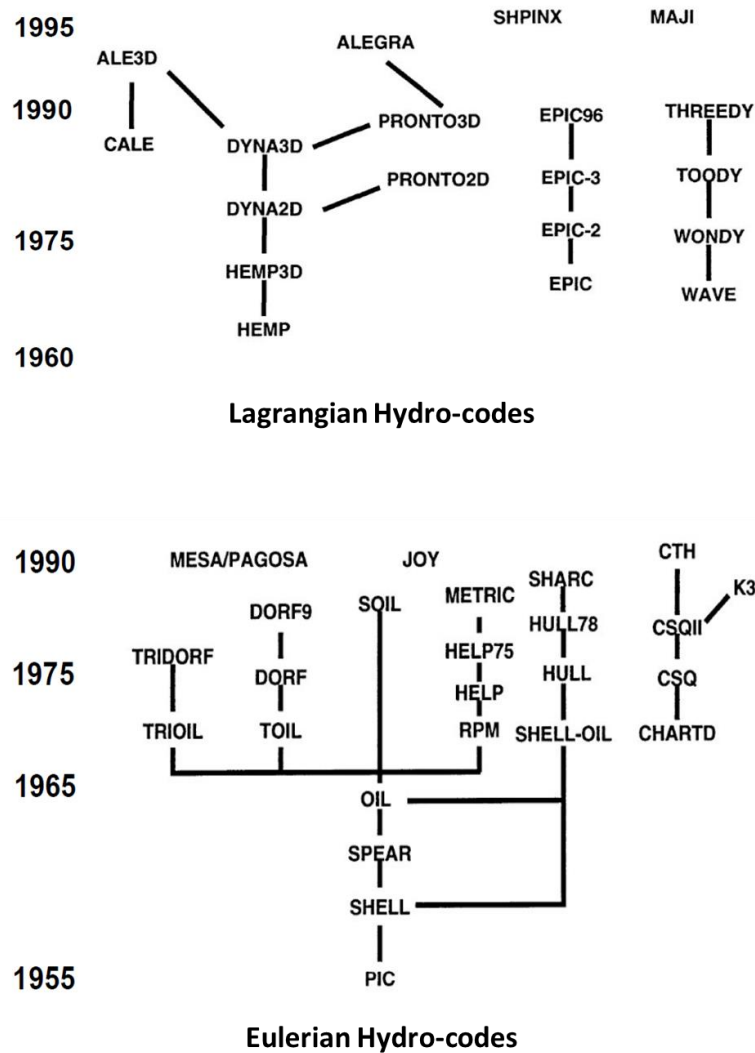 1995 SHPINX MAJI
ALEGRA
ALE3D
1990 PRONTO3D EPIC96 THREEDY
CALE DYNA3D
PRONTO2D EPIC-3 TOODY
DYNA2D
1975 EPIC-2 WONDY
HEMP3D EPIC WAVE
HEMP
1960
Lagrangian Hydro-codes
1990 MESA/PAGOSA JOY CTH
SHARC K3
DORF9 SOIL METRIC
HULL78 CSQII
TRIDORF HELP75
1975 DORF HULL CSQ
HELP
TRIOIL TOIL RPM SHELL-OIL CHARTD
1965
OIL
SPEAR
SHELL
1955 PIC
Eulerian Hydro-codes